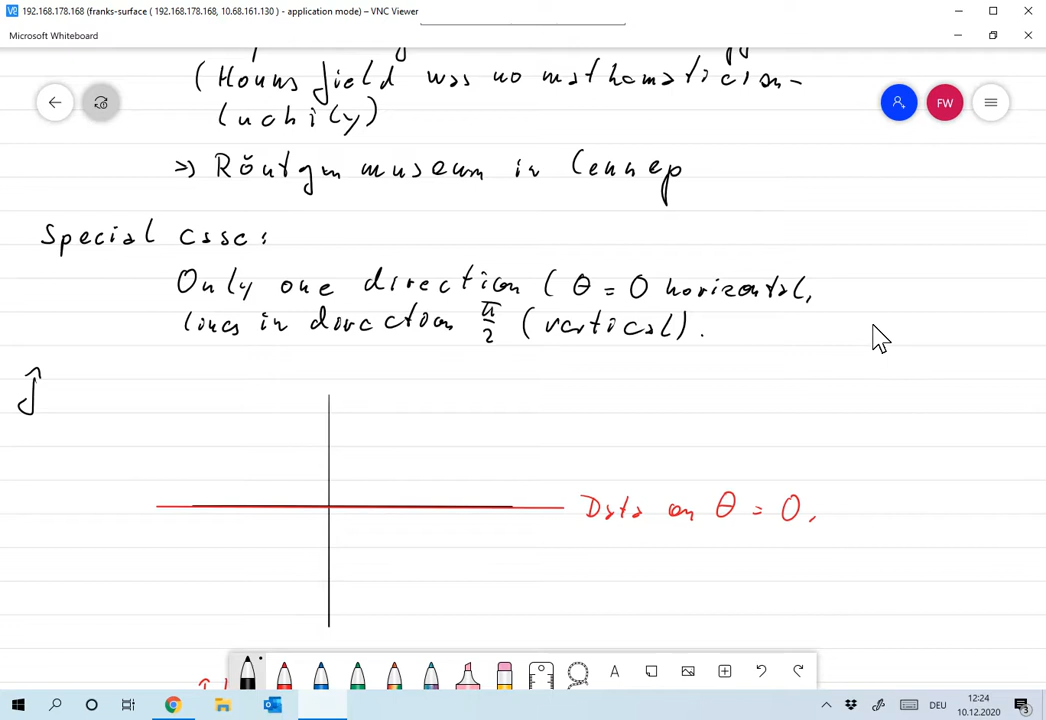 192.168.178.168 (franks-surface ( 192.168.178.168, 10.68.161.130 ) - application mode) – VNC Viewer
Microsoft Whiteboard
(Hounsfield was no mathematician-
luckily)
FW
=> Röntgen museum in Lennep
Special case:
Only one direction (θ = 0 horizontal,
lines in direction π/2 (vertical).
f̂
Data on θ = 0.
A
12:24
DEU
10.12.2020
3